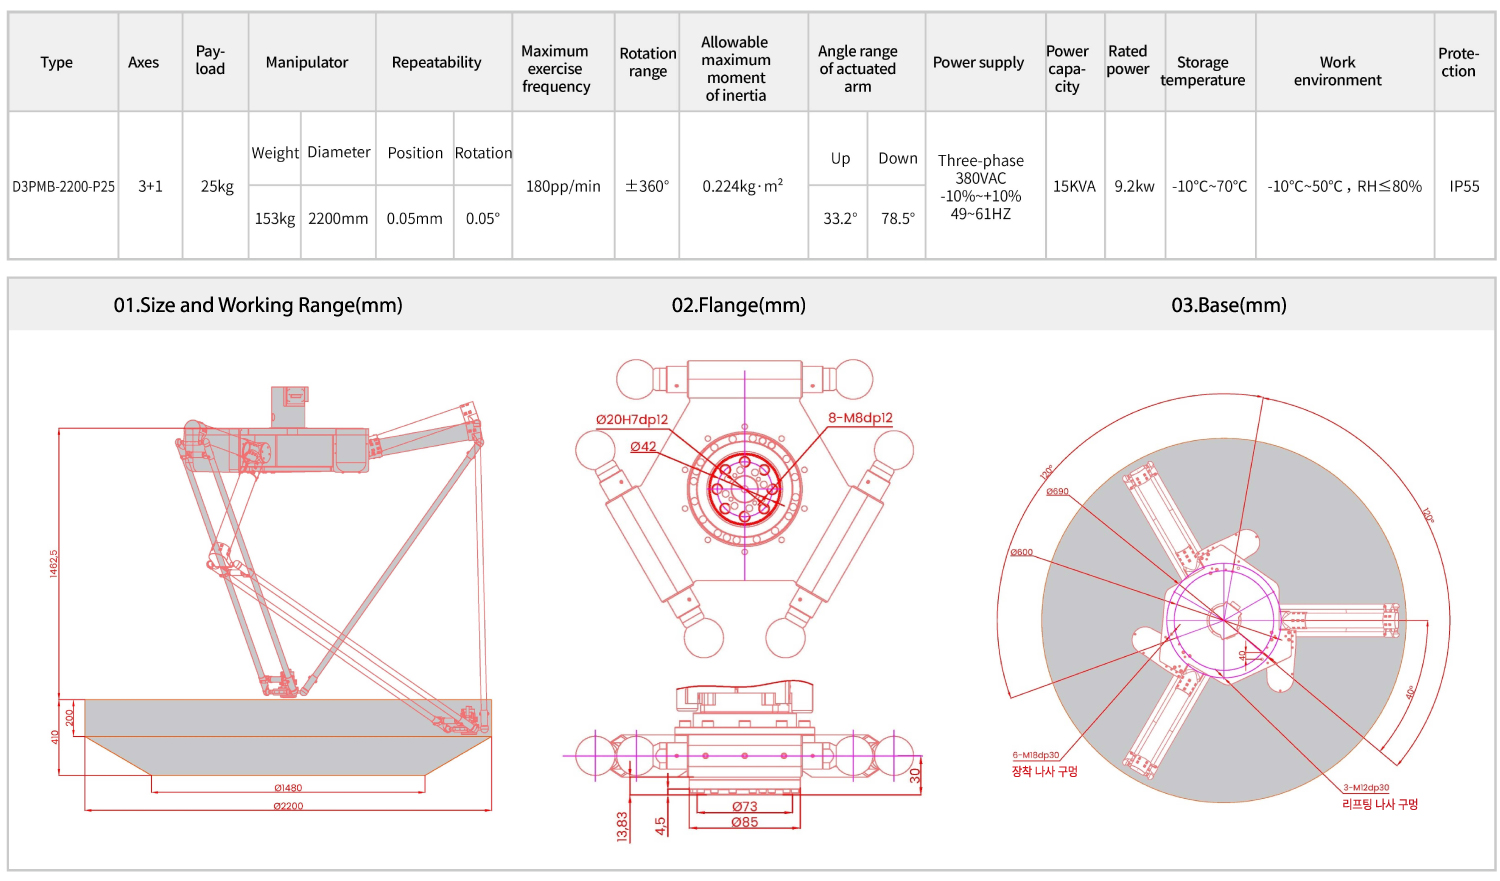 Type
Axes
Pay-
load
Manipulator
Repeatability
Maximum
exercise
frequency
Rotation
range
Allowable
maximum
moment
of inertia
Angle range
of actuated
arm
Power supply
Power
capa-
city
Rated
power
Storage
temperature
Work
environment
Prote-
ction
D3PMB-2200-P25
3+1
25kg
Weight
Diameter
Position
Rotation
153kg
2200mm
0.05mm
0.05°
180pp/min
±360°
0.224kg·m²
Up
Down
33.2°
78.5°
Three-phase
380VAC
-10%~+10%
49~61HZ
15KVA
9.2kw
-10°C~70°C
-10°C~50°C , RH≤80%
IP55
01.Size and Working Range(mm)
02.Flange(mm)
03.Base(mm)
1462.5
200
410
Ø1480
Ø2200
Ø20H7dp12
Ø42
8-M8dp12
30
Ø73
Ø85
13,83
4,5
120°
Ø690
120°
Ø600
40
40°
6-M18dp30
장착 나사 구멍
3-M12dp30
리프팅 나사 구멍